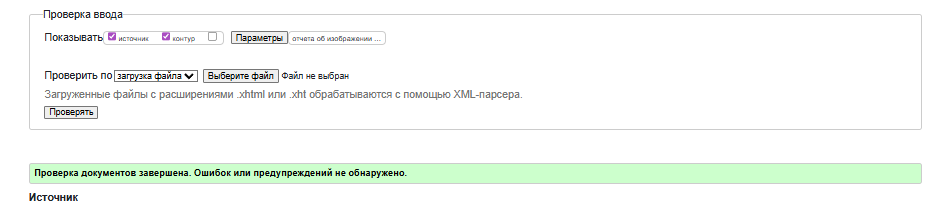 Проверка ввода
Показывать источник контур Параметры отчета об изображении ...
Проверить по загрузка файла Выберите файл Файл не выбран
Загруженные файлы с расширениями .xhtml или .xht обрабатываются с помощью XML-парсера.
Проверять
Проверка документов завершена. Ошибок или предупреждений не обнаружено.
Источник